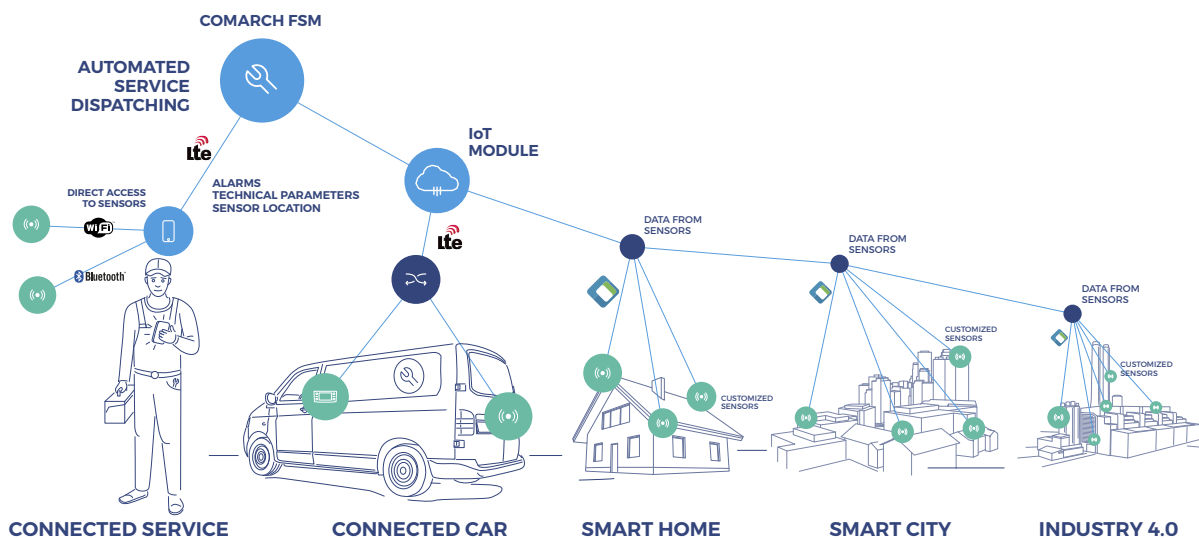 COMARCH FSM
AUTOMATED
SERVICE
DISPATCHING
Lte
IoT
MODULE
DIRECT ACCESS
TO SENSORS
WiFi
ALARMS
TECHNICAL PARAMETERS
SENSOR LOCATION
Bluetooth
Lte
DATA FROM
SENSORS
DATA FROM
SENSORS
DATA FROM
SENSORS
CUSTOMIZED
SENSORS
CUSTOMIZED
SENSORS
CUSTOMIZED
SENSORS
CONNECTED SERVICE
CONNECTED CAR
SMART HOME
SMART CITY
INDUSTRY 4.0